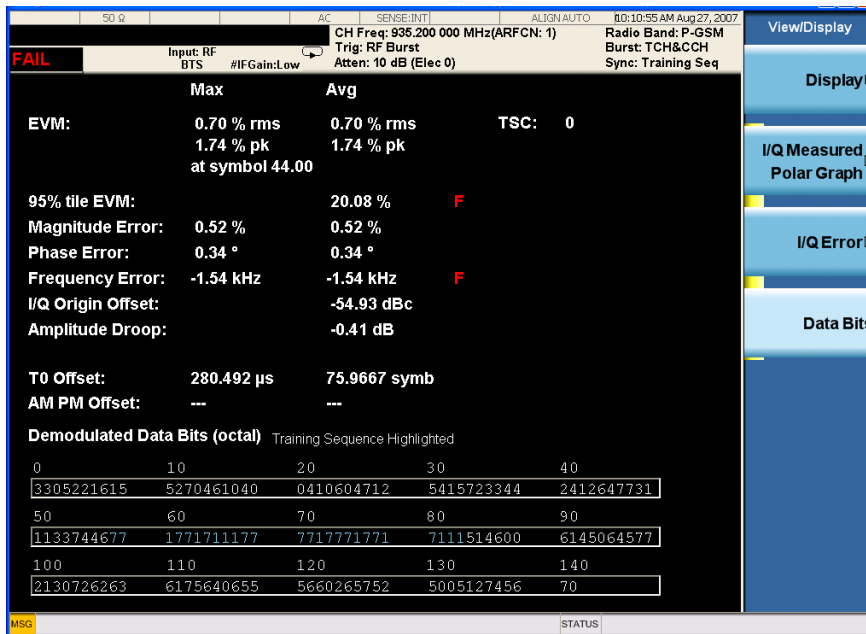 50 Ω AC SENSE:INT ALIGN AUTO 10:10:55 AM Aug 27, 2007
CH Freq: 935.200 000 MHz(ARFCN: 1) Radio Band: P-GSM
Input: RF Trig: RF Burst Burst: TCH&CCH
FAIL BTS #IFGain:Low Atten: 10 dB (Elec 0) Sync: Training Seq
View/Display
Display
I/Q Measured
Polar Graph
I/Q Error
Data Bits
Max Avg
EVM: 0.70 % rms 0.70 % rms TSC: 0
1.74 % pk 1.74 % pk
at symbol 44.00
95% tile EVM: 20.08 % F
Magnitude Error: 0.52 % 0.52 %
Phase Error: 0.34 ° 0.34 °
Frequency Error: -1.54 kHz -1.54 kHz F
I/Q Origin Offset: -54.93 dBc
Amplitude Droop: -0.41 dB
T0 Offset: 280.492 µs 75.9667 symb
AM PM Offset: --- ---
Demodulated Data Bits (octal) Training Sequence Highlighted
0 10 20 30 40
3305221615 5270461040 0410604712 5415723344 2412647731
50 60 70 80 90
1133744677 1771711177 7717771771 7111514600 6145064577
100 110 120 130 140
2130726263 6175640655 5660265752 5005127456 70
MSG STATUS